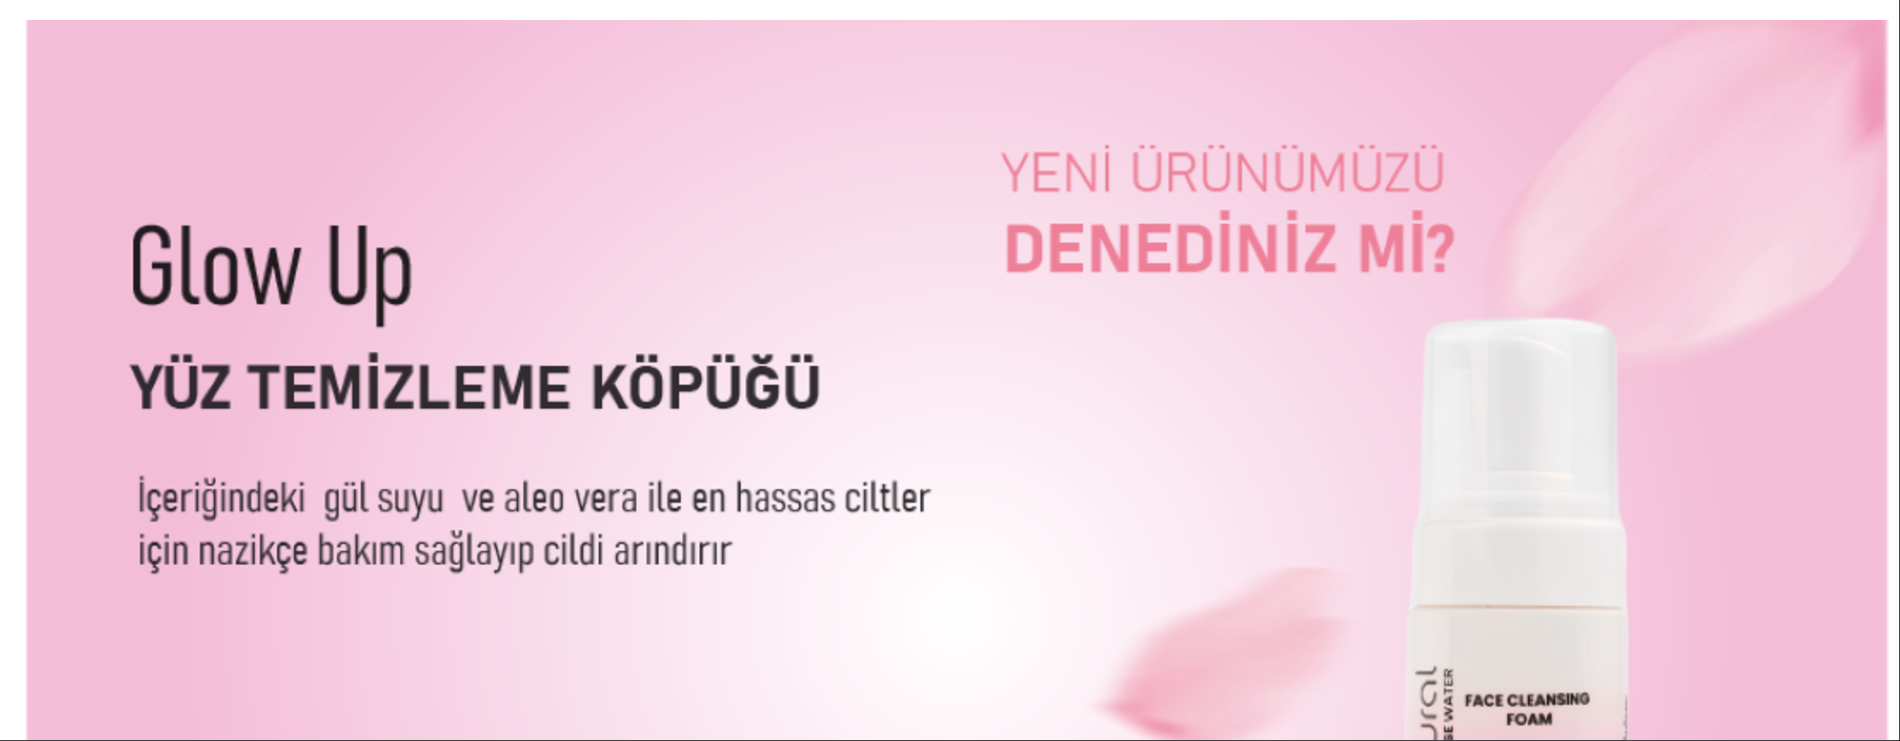 Glow Up
YÜZ TEMİZLEME KÖPÜĞÜ
İçeriğindeki gül suyu ve aleo vera ile en hassas ciltler
için nazikçe bakım sağlayıp cildi arındırır
YENİ ÜRÜNÜMÜZÜ
DENEDİNİZ Mİ?
FACE CLEANSING
FOAM
WATER